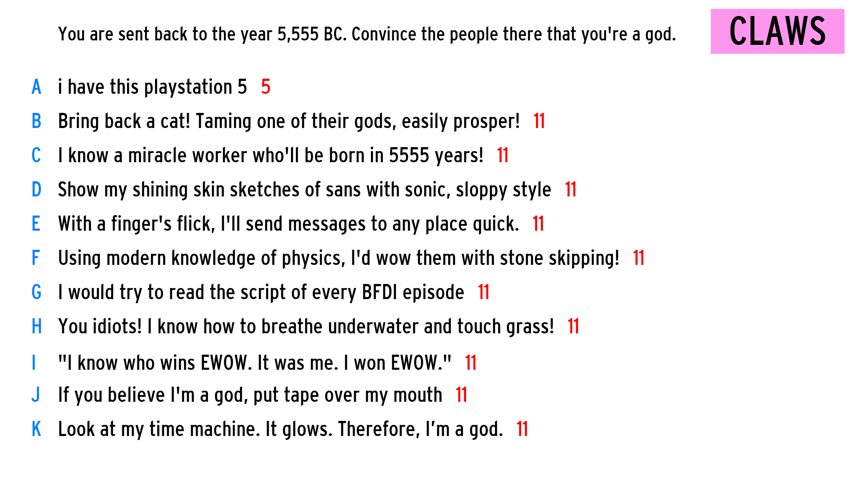 You are sent back to the year 5,555 BC. Convince the people there that you're a god.
CLAWS
A i have this playstation 5 5
B Bring back a cat! Taming one of their gods, easily prosper! 11
C I know a miracle worker who'll be born in 5555 years! 11
D Show my shining skin sketches of sans with sonic, sloppy style 11
E With a finger's flick, I'll send messages to any place quick. 11
F Using modern knowledge of physics, I'd wow them with stone skipping! 11
G I would try to read the script of every BFDI episode 11
H You idiots! I know how to breathe underwater and touch grass! 11
I "I know who wins EWOW. It was me. I won EWOW." 11
J If you believe I'm a god, put tape over my mouth 11
K Look at my time machine. It glows. Therefore, I’m a god. 11